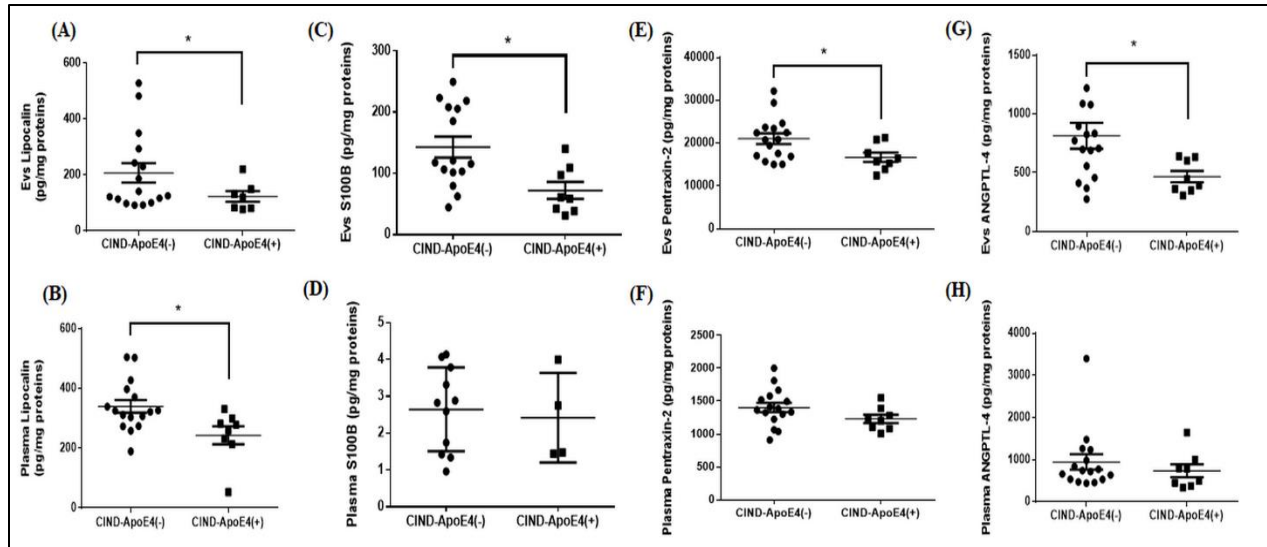 (A)
*
Evs Lipocalin
(pg/mg proteins)
600
400
200
0
CIND-ApoE4(-)
CIND-ApoE4(+)
(C)
*
Evs S100B (pg/mg proteins)
300
200
100
0
CIND-ApoE4(-)
CIND-ApoE4(+)
(E)
*
Evs Pentraxin-2 (pg/mg proteins)
40000
30000
20000
10000
0
CIND-ApoE4(-)
CIND-ApoE4(+)
(G)
*
Evs ANGPTL-4 (pg/mg proteins)
1500
1000
500
0
CIND-ApoE4(-)
CIND-ApoE4(+)
(B)
*
Plasma Lipocalin
(pg/mg proteins)
600
400
200
0
CIND-ApoE4(-)
CIND-ApoE4(+)
(D)
Plasma S100B (pg/mg proteins)
5
4
3
2
1
0
CIND-ApoE4(-)
CIND-ApoE4(+)
(F)
Plasma Pentraxin-2 (pg/mg proteins)
2500
2000
1500
1000
500
0
CIND-ApoE4(-)
CIND-ApoE4(+)
(H)
Plasma ANGPTL-4 (pg/mg proteins)
4000
3000
2000
1000
0
CIND-ApoE4(-)
CIND-ApoE4(+)